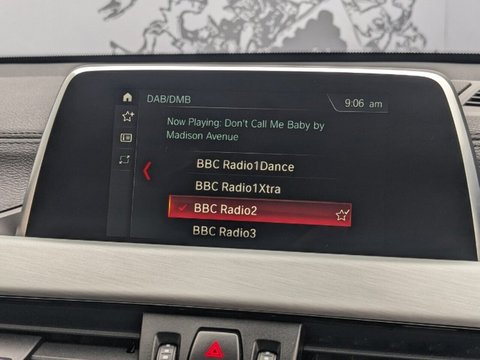 DAB/DMB
9:06 am
Now Playing: Don't Call Me Baby by
Madison Avenue
BBC Radio1Dance
BBC Radio1Xtra
BBC Radio2
BBC Radio3